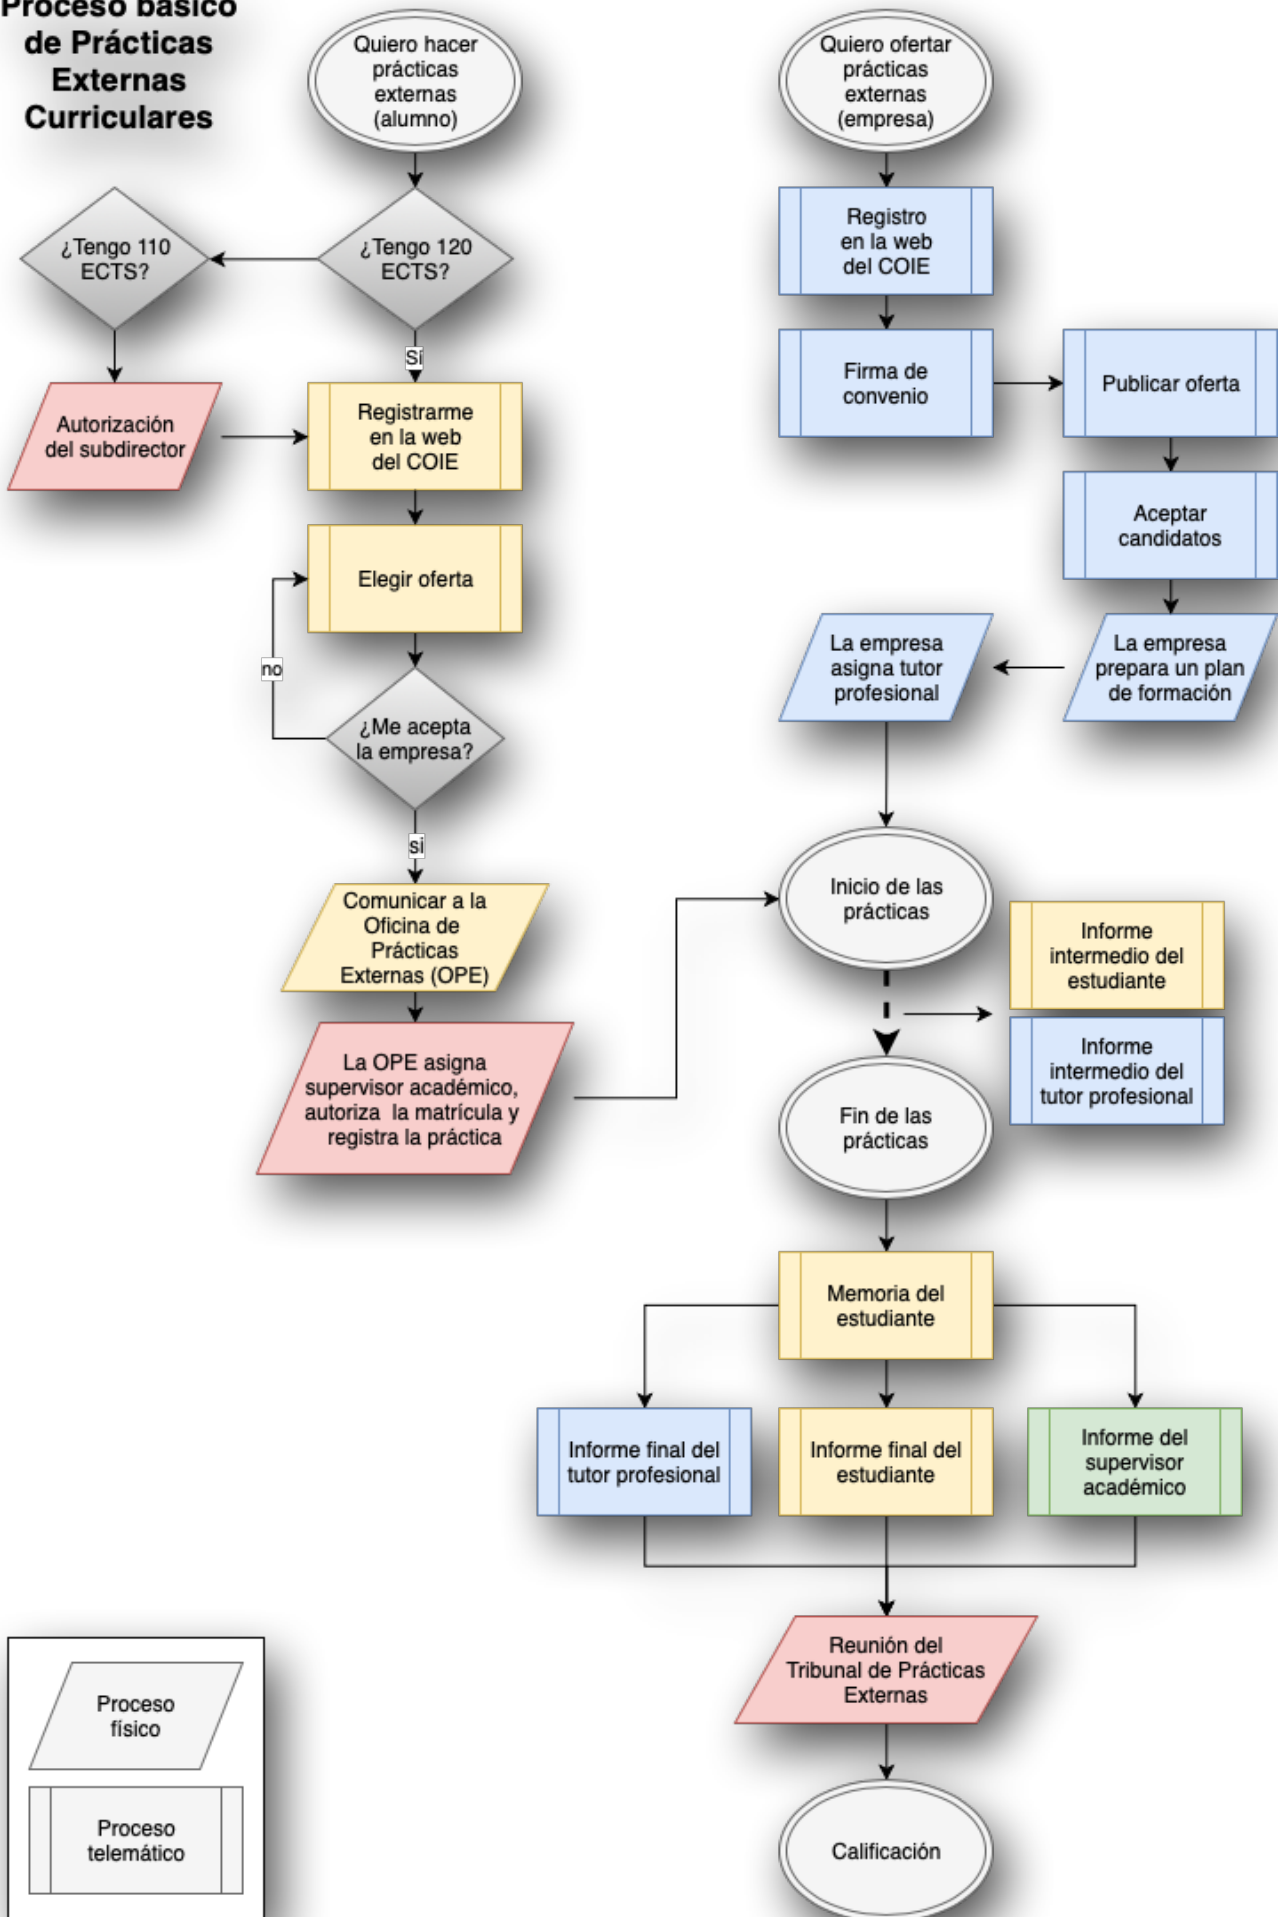 Proceso básico
de Prácticas
Externas
Curriculares
Quiero hacer
prácticas
externas
(alumno)
¿Tengo 120
ECTS?
¿Tengo 110
ECTS?
Sí
Autorización
del subdirector
Registrarme
en la web
del COIE
Elegir oferta
no
¿Me acepta
la empresa?
si
Comunicar a la
Oficina de
Prácticas
Externas (OPE)
La OPE asigna
supervisor académico,
autoriza la matrícula y
registra la práctica
Quiero ofertar
prácticas
externas
(empresa)
Registro
en la web
del COIE
Firma de
convenio
Publicar oferta
Aceptar
candidatos
La empresa
prepara un plan
de formación
La empresa
asigna tutor
profesional
Inicio de las
prácticas
Informe
intermedio del
estudiante
Informe
intermedio del
tutor profesional
Fin de las
prácticas
Memoria del
estudiante
Informe final del
tutor profesional
Informe final del
estudiante
Informe del
supervisor
académico
Reunión del
Tribunal de Prácticas
Externas
Calificación
Proceso
físico
Proceso
telemático